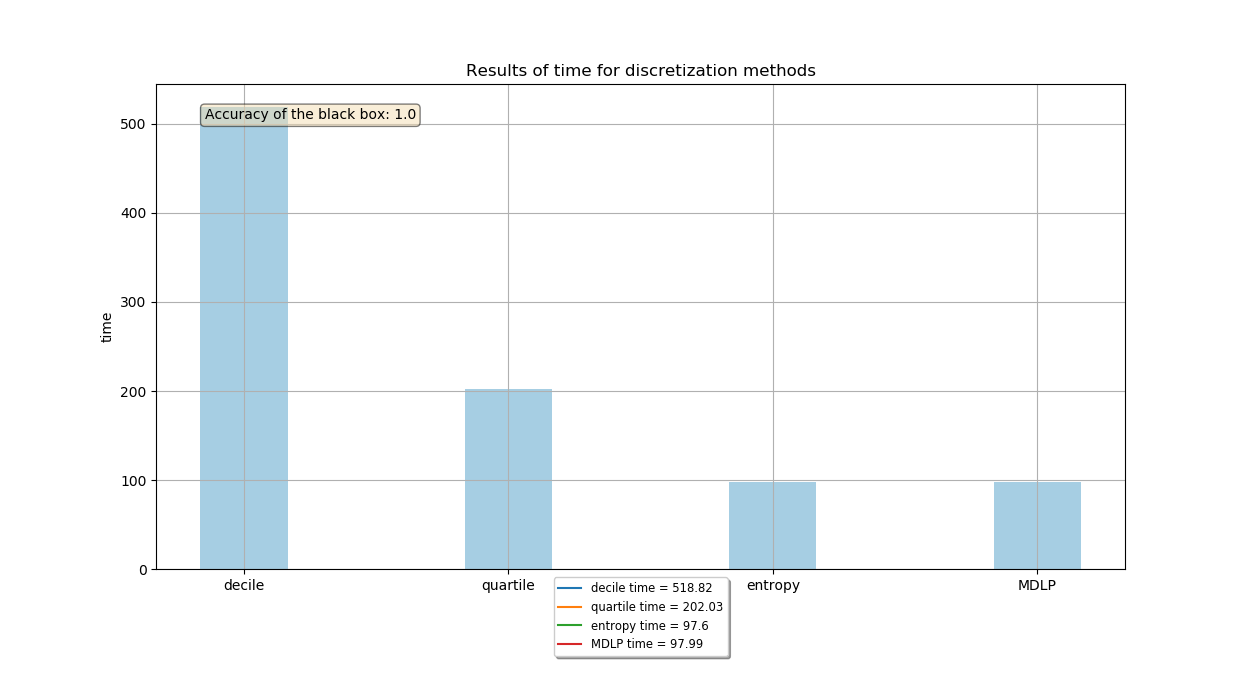 Results of time for discretization methods
Accuracy of the black box: 1.0
500
400
300
200
100
0
time
decile
quartile
entropy
MDLP
decile time = 518.82
quartile time = 202.03
entropy time = 97.6
MDLP time = 97.99